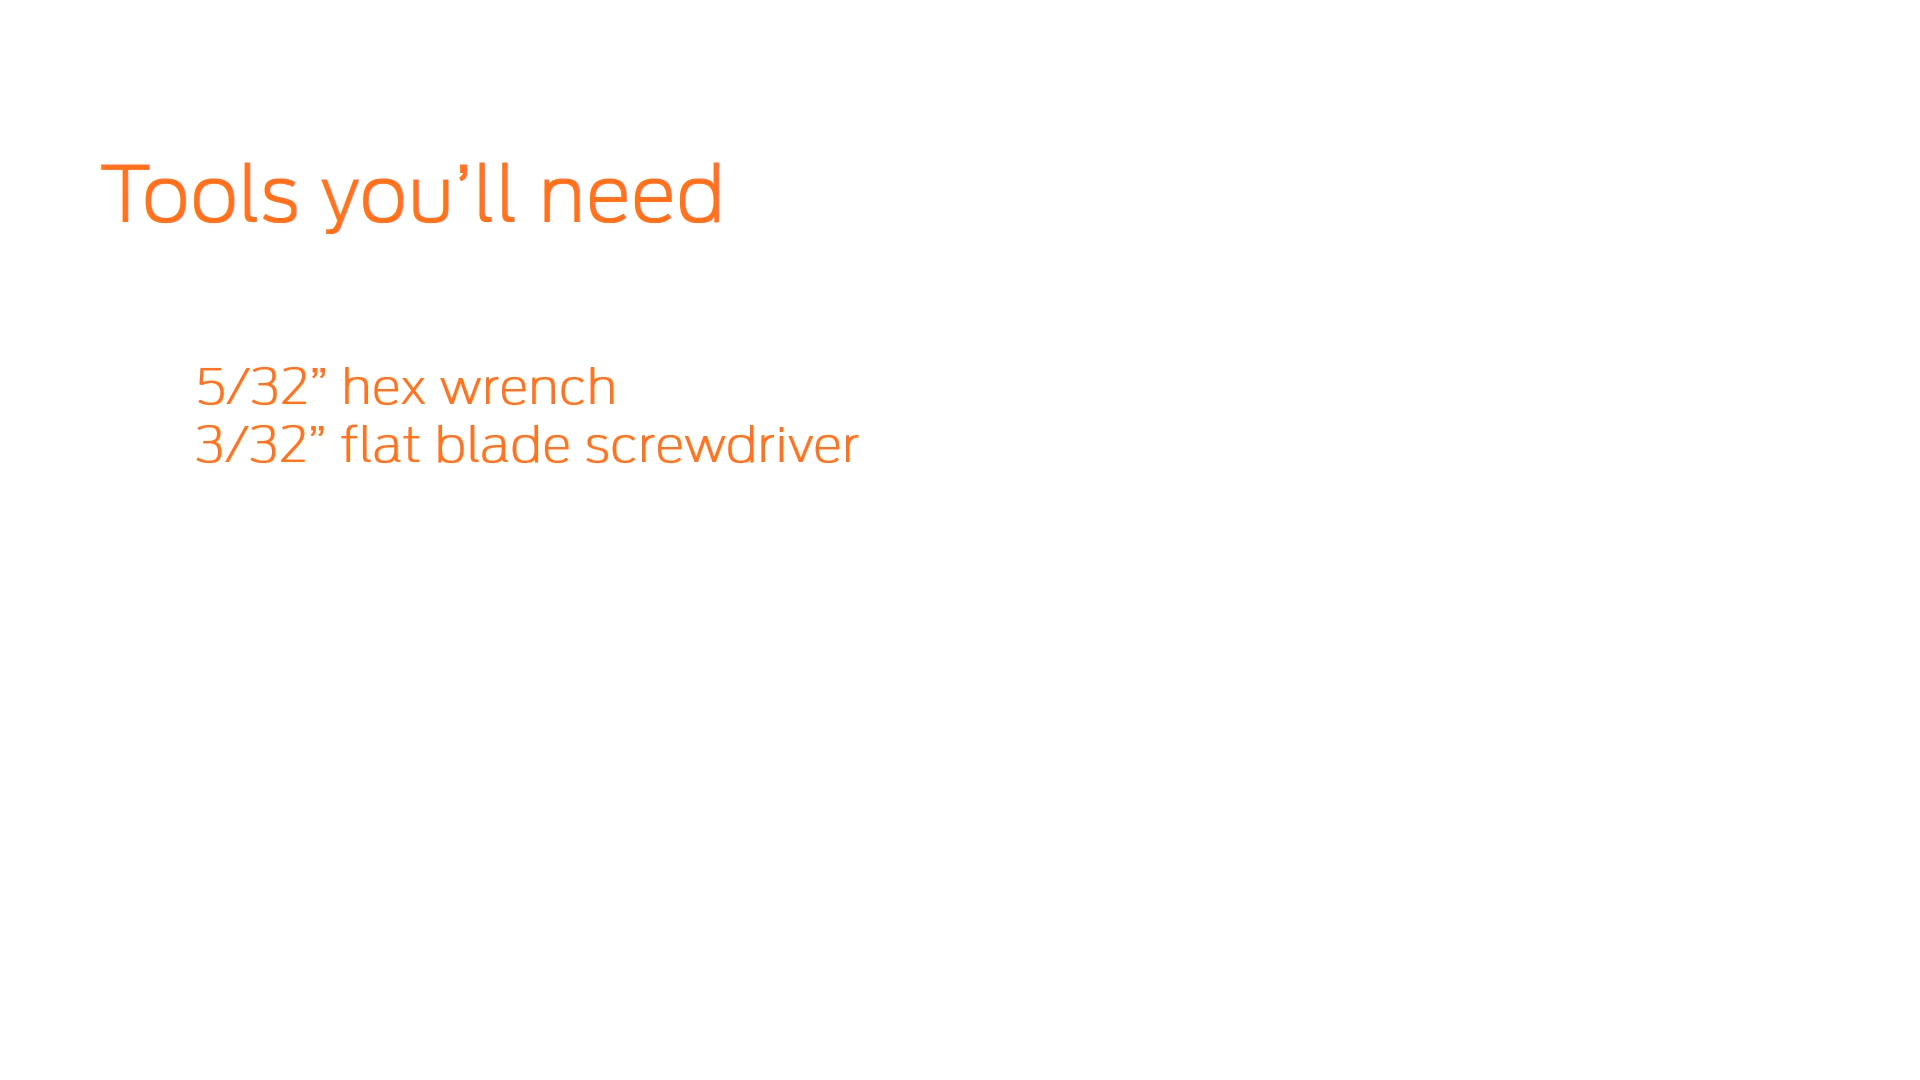 Tools you’ll need
5/32” hex wrench
3/32” flat blade screwdriver